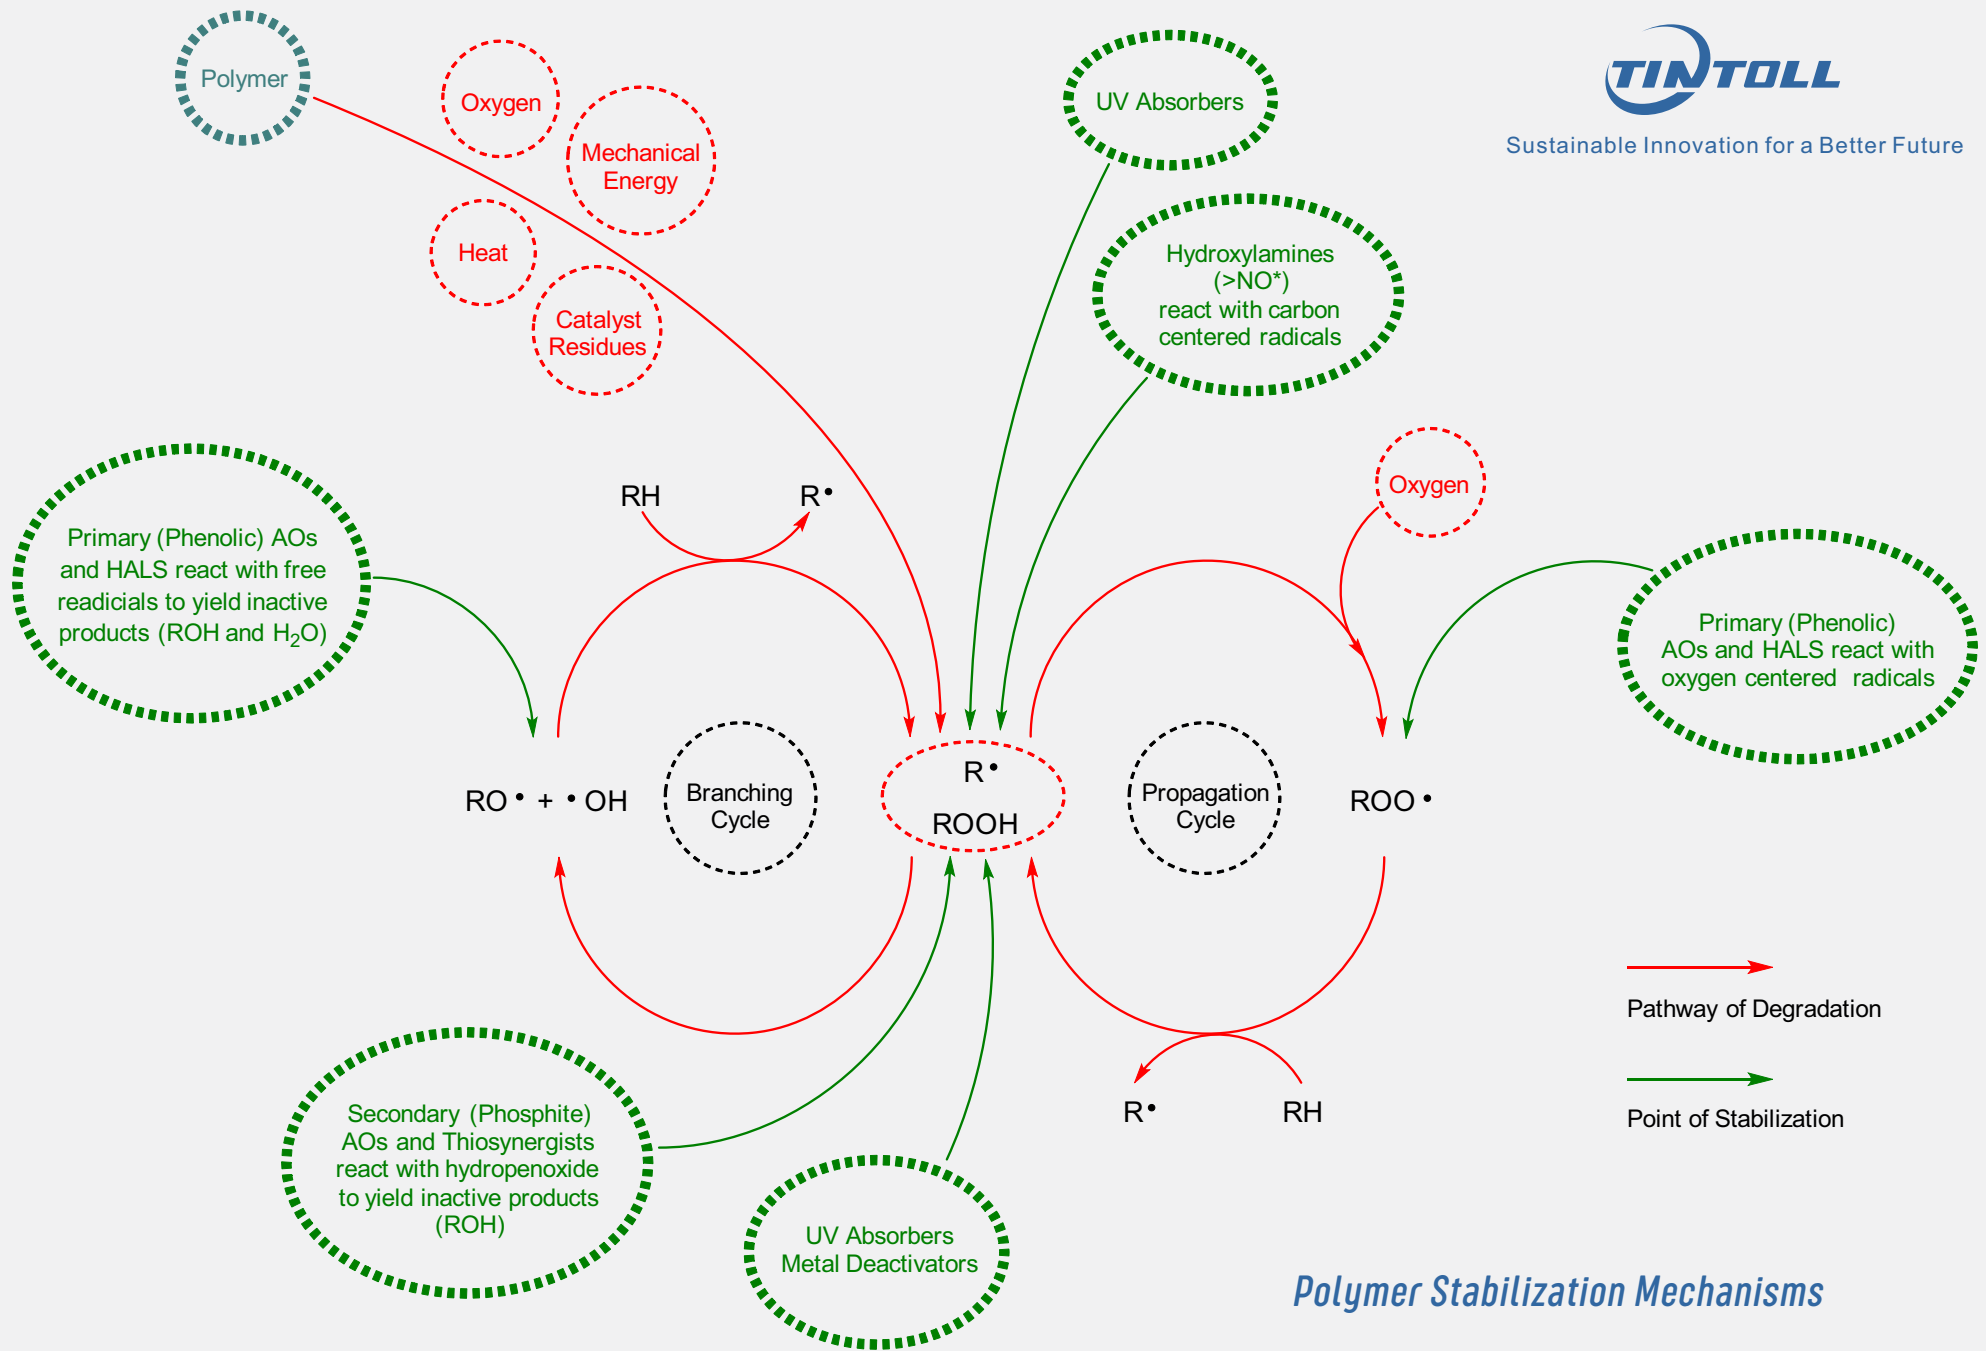 Polymer
Oxygen
Mechanical
Energy
Heat
Catalyst
Residues
UV Absorbers
TINTOLL
Sustainable Innovation for a Better Future
Hydroxylamines
(>NO*)
react with carbon
centered radicals
Oxygen
RH
R•
Primary (Phenolic) AOs
and HALS react with free
readicials to yield inactive
products (ROH and H₂O)
Primary (Phenolic)
AOs and HALS react with
oxygen centered radicals
RO• + •OH
Branching
Cycle
R•
ROOH
Propagation
Cycle
ROO•
Pathway of Degradation
Point of Stabilization
R•
RH
Secondary (Phosphite)
AOs and Thiosynergists
react with hydropenoxide
to yield inactive products
(ROH)
UV Absorbers
Metal Deactivators
Polymer Stabilization Mechanisms